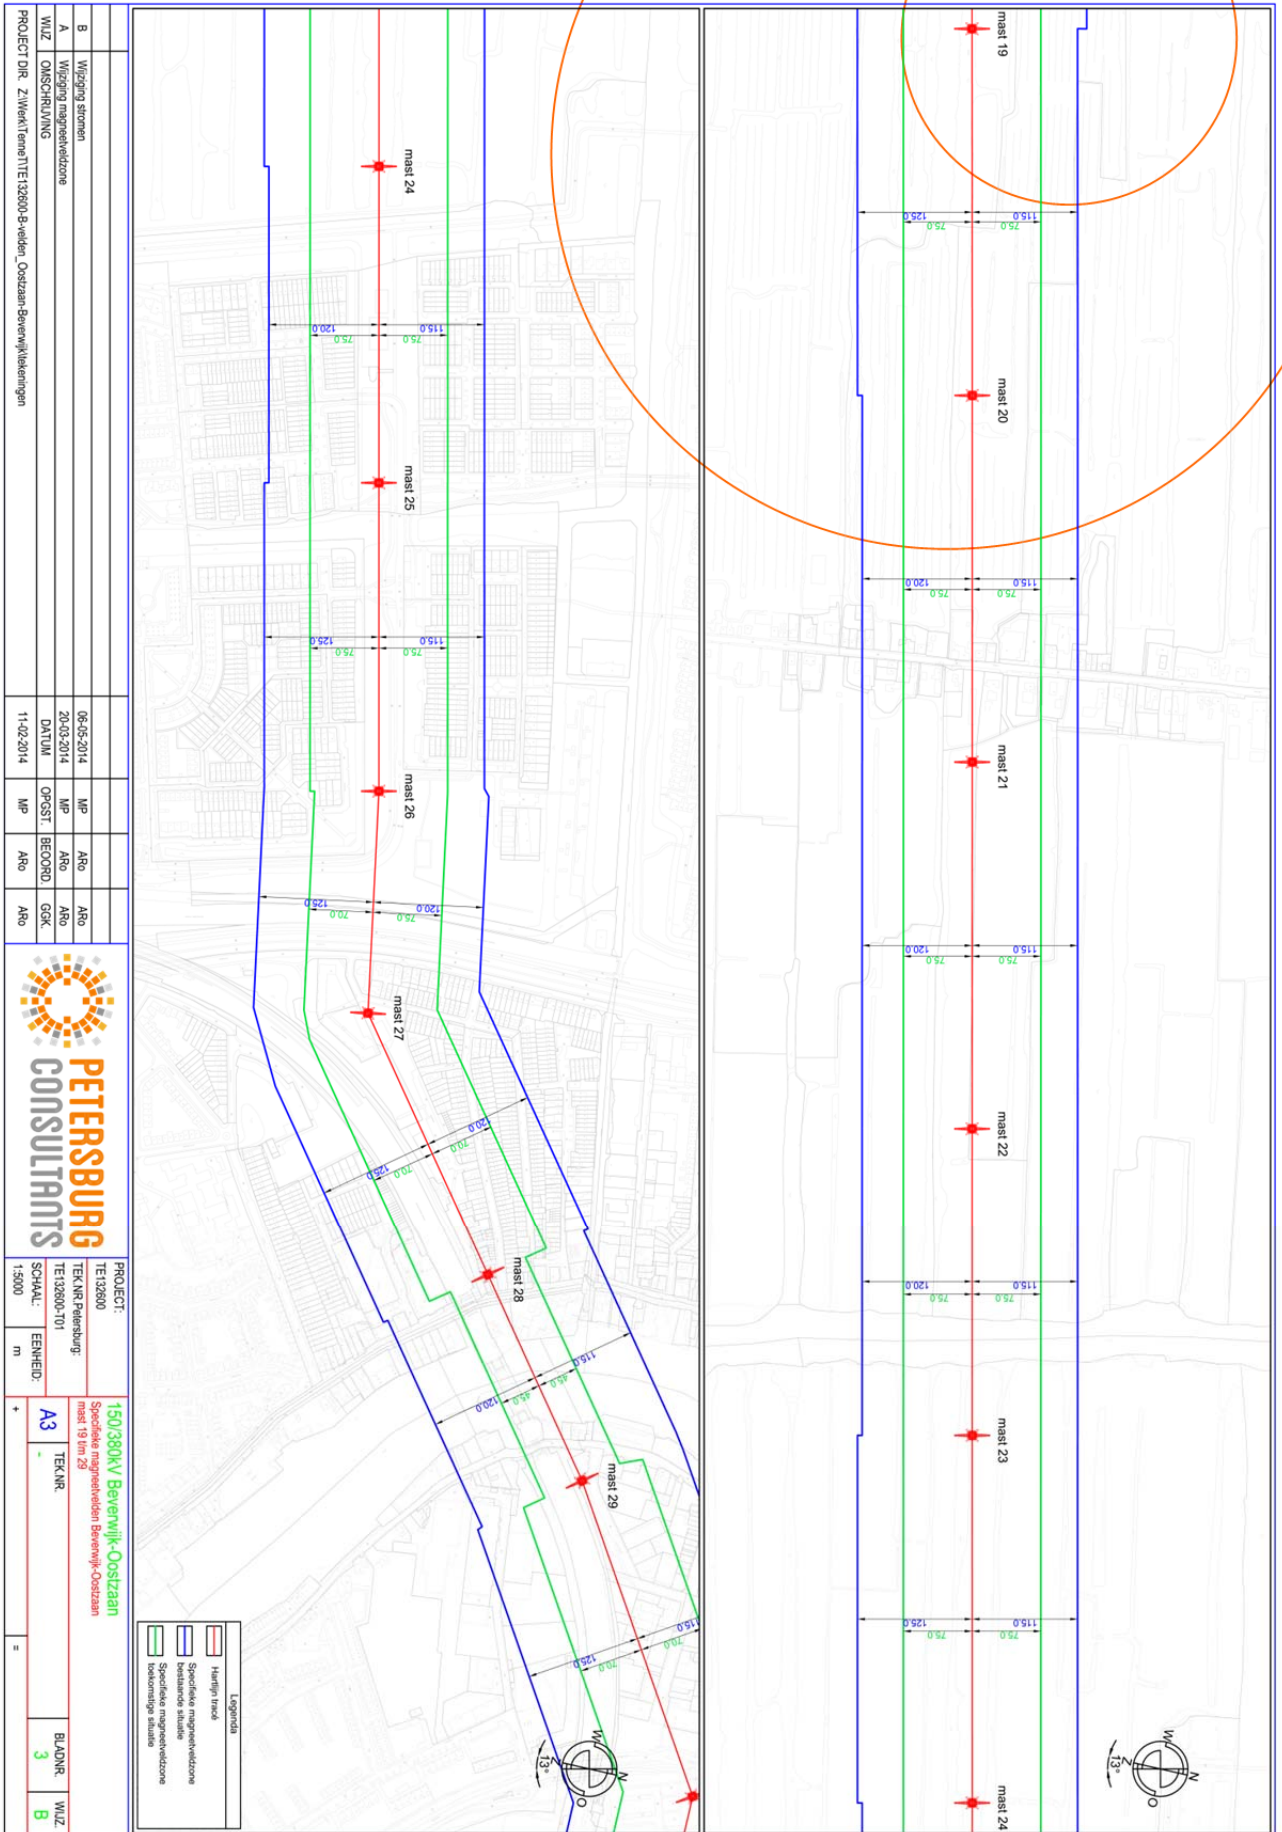 mast 19
mast 20
mast 21
mast 22
mast 23
mast 24
115.0
125.0
75.0
75.0
115.0
120.0
75.0
75.0
115.0
120.0
75.0
75.0
115.0
120.0
75.0
75.0
115.0
125.0
75.0
75.0
W
N
Z
O
13°
mast 24
mast 25
mast 26
mast 27
mast 28
mast 29
115.0
120.0
75.0
75.0
115.0
125.0
75.0
75.0
120.0
125.0
75.0
70.0
120.0
125.0
70.0
70.0
115.0
120.0
45.0
45.0
115.0
125.0
70.0
70.0
W
N
Z
O
13°
Legenda
Hartlijn tracé
Specifieke magneetveldzone
bestaande situatie
Specifieke magneetveldzone
toekomstige situatie
B Wijziging stromen 06-05-2014 MP ARo ARo
A Wijziging magneetveldzone 20-03-2014 MP ARo ARo
WIJZ OMSCHRIJVING DATUM OPGST. BEOORD. GGK.
PROJECT DIR. Z:\Werk\TenneT\TE132600-B-velden_Oostzaan-Beverwijk\tekeningen 11-02-2014 MP ARo ARo
PETERSBURG
CONSULTANTS
PROJECT:
TE132600
TEK.NR.Petersburg:
TE132600-T01
SCHAAL: EENHEID:
1:5000 m
150/380kV Beverwijk-Oostzaan
Specifieke magneetvelden Beverwijk-Oostzaan
mast 19 t/m 29
A3 TEK.NR. BLADNR. WIJZ.
- 3 B
+ =